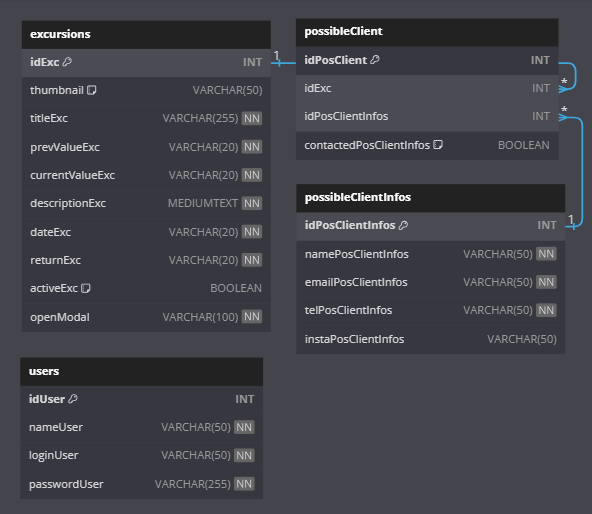 excursions
idExc INT
thumbnail VARCHAR(50)
titleExc VARCHAR(255) NN
prevValueExc VARCHAR(20) NN
currentValueExc VARCHAR(20) NN
descriptionExc MEDIUMTEXT NN
dateExc VARCHAR(20) NN
returnExc VARCHAR(20) NN
activeExc BOOLEAN
openModal VARCHAR(100) NN
1
possibleClient
idPosClient INT
idExc INT
*
idPosClientInfos INT
*
contactedPosClientInfos BOOLEAN
possibleClientInfos
idPosClientInfos INT
1
namePosClientInfos VARCHAR(50) NN
emailPosClientInfos VARCHAR(50) NN
telPosClientInfos VARCHAR(50) NN
instaPosClientInfos VARCHAR(50)
users
idUser INT
nameUser VARCHAR(50) NN
loginUser VARCHAR(50) NN
passwordUser VARCHAR(255) NN